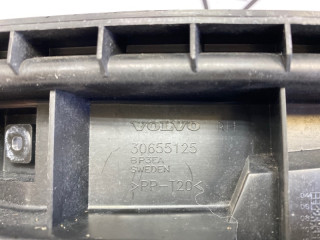 VOLVO
30655125
BPSKA
SWEDEN
>PP-T20<